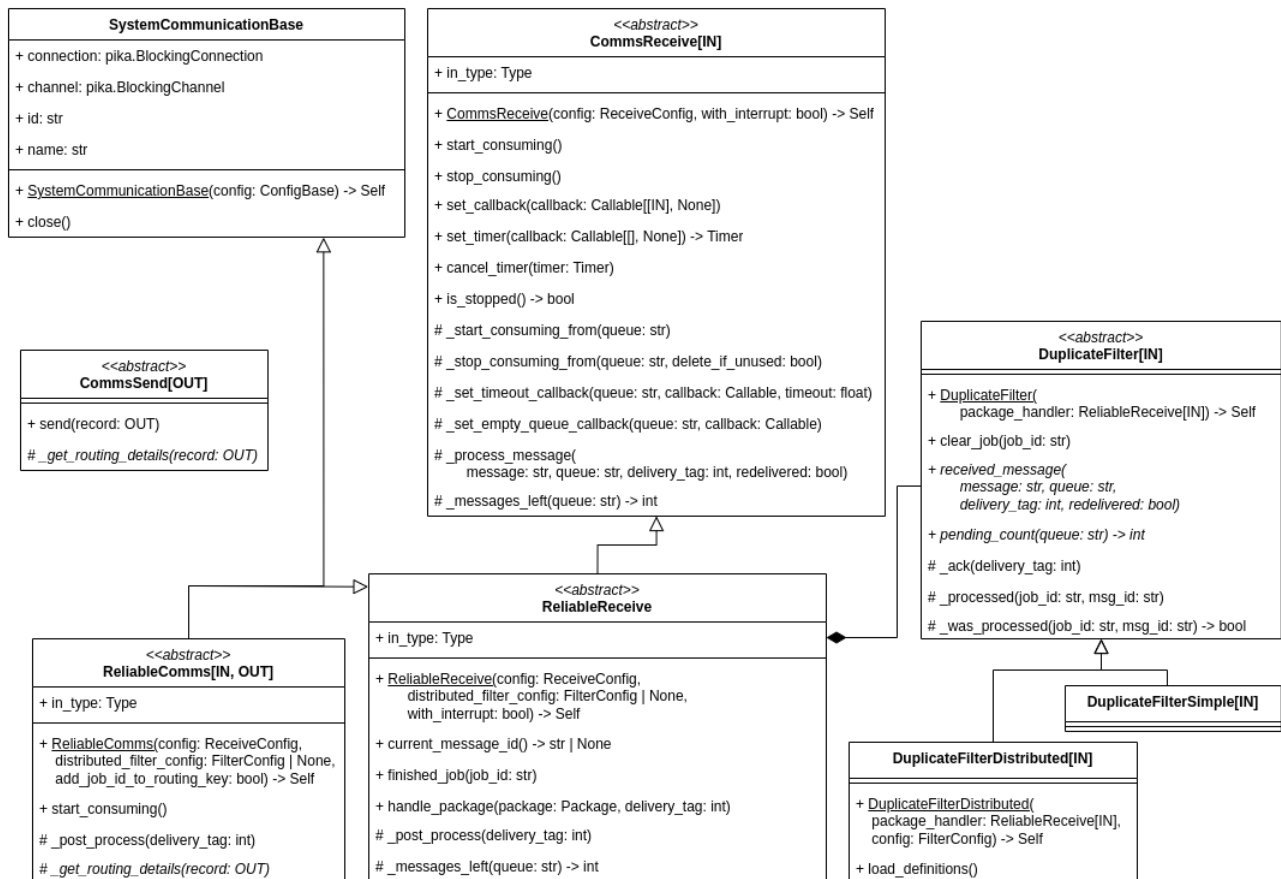 SystemCommunicationBase
+ connection: pika.BlockingConnection
+ channel: pika.BlockingChannel
+ id: str
+ name: str
+ SystemCommunicationBase(config: ConfigBase) -> Self
+ close()
<<abstract>>
CommsReceive[IN]
+ in_type: Type
+ CommsReceive(config: ReceiveConfig, with_interrupt: bool) -> Self
+ start_consuming()
+ stop_consuming()
+ set_callback(callback: Callable[[IN], None])
+ set_timer(callback: Callable[[], None]) -> Timer
+ cancel_timer(timer: Timer)
+ is_stopped() -> bool
# _start_consuming_from(queue: str)
# _stop_consuming_from(queue: str, delete_if_unused: bool)
# _set_timeout_callback(queue: str, callback: Callable, timeout: float)
# _set_empty_queue_callback(queue: str, callback: Callable)
# _process_message(
message: str, queue: str, delivery_tag: int, redelivered: bool)
# _messages_left(queue: str) -> int
<<abstract>>
CommsSend[OUT]
+ send(record: OUT)
# _get_routing_details(record: OUT)
<<abstract>>
DuplicateFilter[IN]
+ DuplicateFilter(
package_handler: ReliableReceive[IN]) -> Self
+ clear_job(job_id: str)
+ received_message(
message: str, queue: str,
delivery_tag: int, redelivered: bool)
+ pending_count(queue: str) -> int
# _ack(delivery_tag: int)
# _processed(job_id: str, msg_id: str)
# _was_processed(job_id: str, msg_id: str) -> bool
<<abstract>>
ReliableComms[IN, OUT]
+ in_type: Type
+ ReliableComms(config: ReceiveConfig,
distributed_filter_config: FilterConfig | None,
add_job_id_to_routing_key: bool) -> Self
+ start_consuming()
# _post_process(delivery_tag: int)
# _get_routing_details(record: OUT)
<<abstract>>
ReliableReceive
+ in_type: Type
+ ReliableReceive(config: ReceiveConfig,
distributed_filter_config: FilterConfig | None,
with_interrupt: bool) -> Self
+ current_message_id() -> str | None
+ finished_job(job_id: str)
+ handle_package(package: Package, delivery_tag: int)
# _post_process(delivery_tag: int)
# _messages_left(queue: str) -> int
DuplicateFilterSimple[IN]
DuplicateFilterDistributed[IN]
+ DuplicateFilterDistributed(
package_handler: ReliableReceive[IN],
config: FilterConfig) -> Self
+ load_definitions()